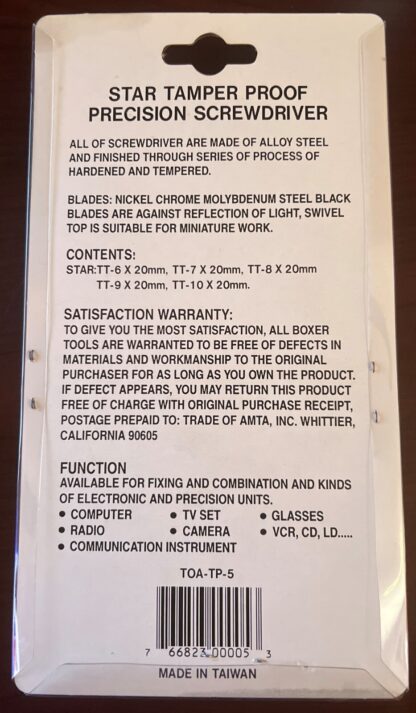 STAR TAMPER PROOF
PRECISION SCREWDRIVER
ALL OF SCREWDRIVER ARE MADE OF ALLOY STEEL
AND FINISHED THROUGH SERIES OF PROCESS OF
HARDENED AND TEMPERED.
BLADES: NICKEL CHROME MOLYBDENUM STEEL BLACK
BLADES ARE AGAINST REFLECTION OF LIGHT, SWIVEL
TOP IS SUITABLE FOR MINIATURE WORK.
CONTENTS:
STAR:TT-6 X 20mm, TT-7 X 20mm, TT-8 X 20mm
TT-9 X 20mm, TT-10 X 20mm.
SATISFACTION WARRANTY:
TO GIVE YOU THE MOST SATISFACTION, ALL BOXER
TOOLS ARE WARRANTED TO BE FREE OF DEFECTS IN
MATERIALS AND WORKMANSHIP TO THE ORIGINAL
PURCHASER FOR AS LONG AS YOU OWN THE PRODUCT.
IF DEFECT APPEARS, YOU MAY RETURN THIS PRODUCT
FREE OF CHARGE WITH ORIGINAL PURCHASE RECEIPT,
POSTAGE PREPAID TO: TRADE OF AMTA, INC. WHITTIER,
CALIFORNIA 90605
FUNCTION
AVAILABLE FOR FIXING AND COMBINATION AND KINDS
OF ELECTRONIC AND PRECISION UNITS.
• COMPUTER • TV SET • GLASSES
• RADIO • CAMERA • VCR, CD, LD.....
• COMMUNICATION INSTRUMENT
TOA-TP-5
7 66823 00005 3
MADE IN TAIWAN